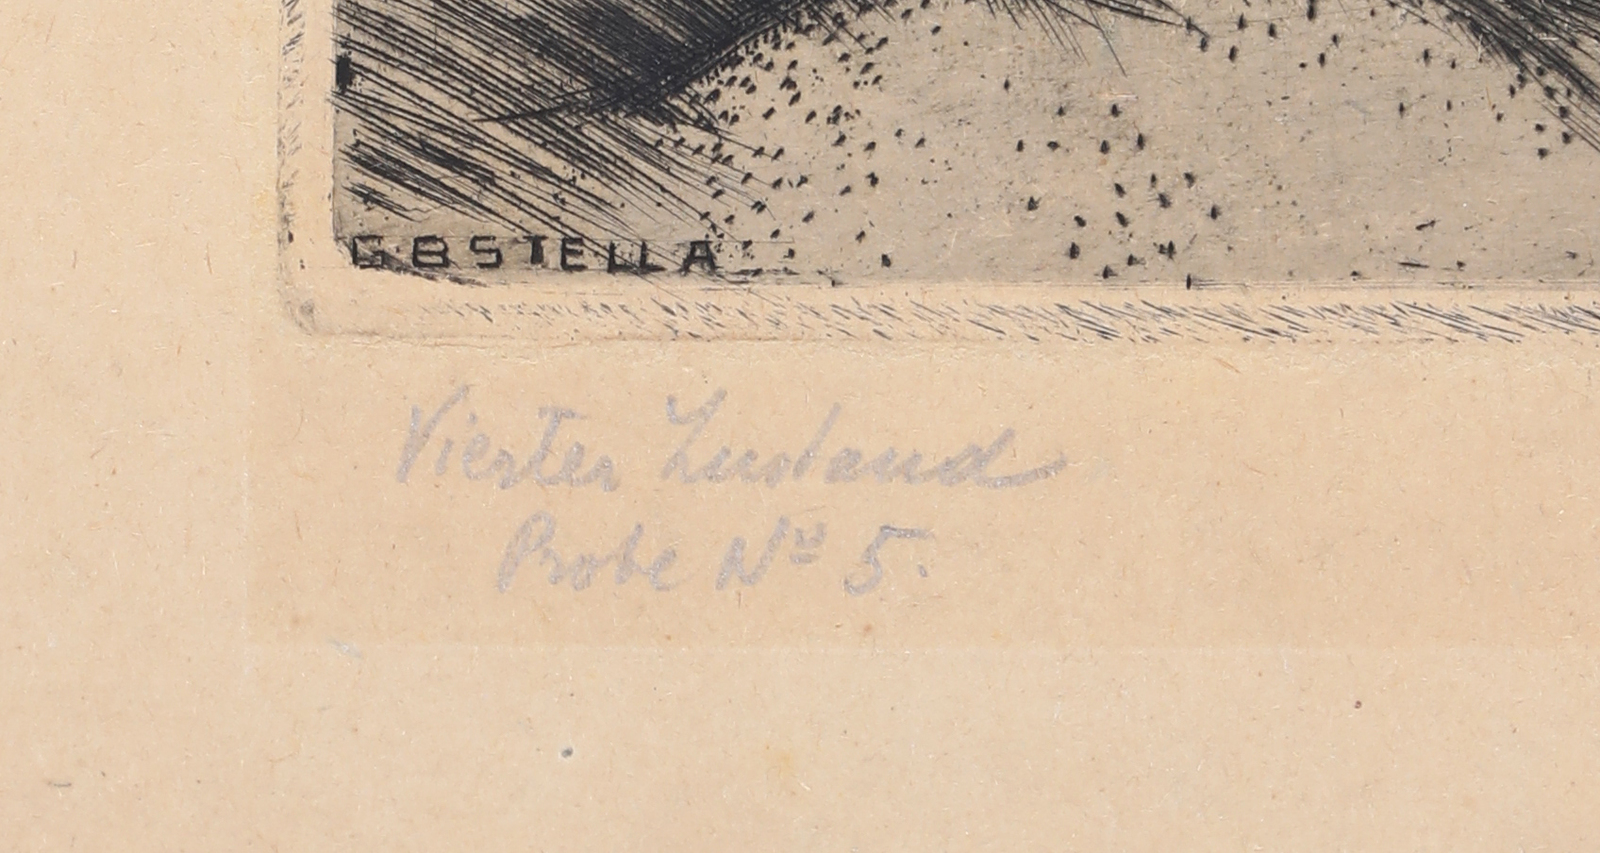 G·B STELLA
Vierter Zustand
Probe No 5.